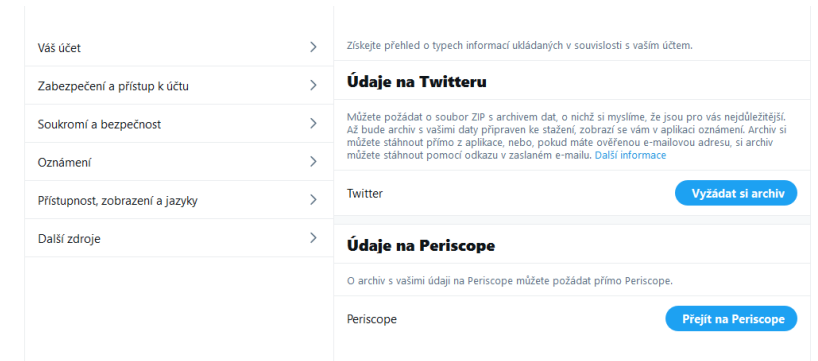 Váš účet
Zabezpečení a přístup k účtu
Soukromí a bezpečnost
Oznámení
Přístupnost, zobrazení a jazyky
Další zdroje
Získejte přehled o typech informací ukládaných v souvislosti s vaším účtem.
Údaje na Twitteru
Můžete požádat o soubor ZIP s archivem dat, o nichž si myslíme, že jsou pro vás nejdůležitější.
Až bude archiv s vašimi daty připraven ke stažení, zobrazí se vám v aplikaci oznámení. Archiv si
můžete stáhnout přímo z aplikace, nebo, pokud máte ověřenou e-mailovou adresu, si archiv
můžete stáhnout pomocí odkazu v zaslaném e-mailu. Další informace
Twitter
Vyžádat si archiv
Údaje na Periscope
O archiv s vašimi údaji na Periscope můžete požádat přímo Periscope.
Periscope
Přejít na Periscope